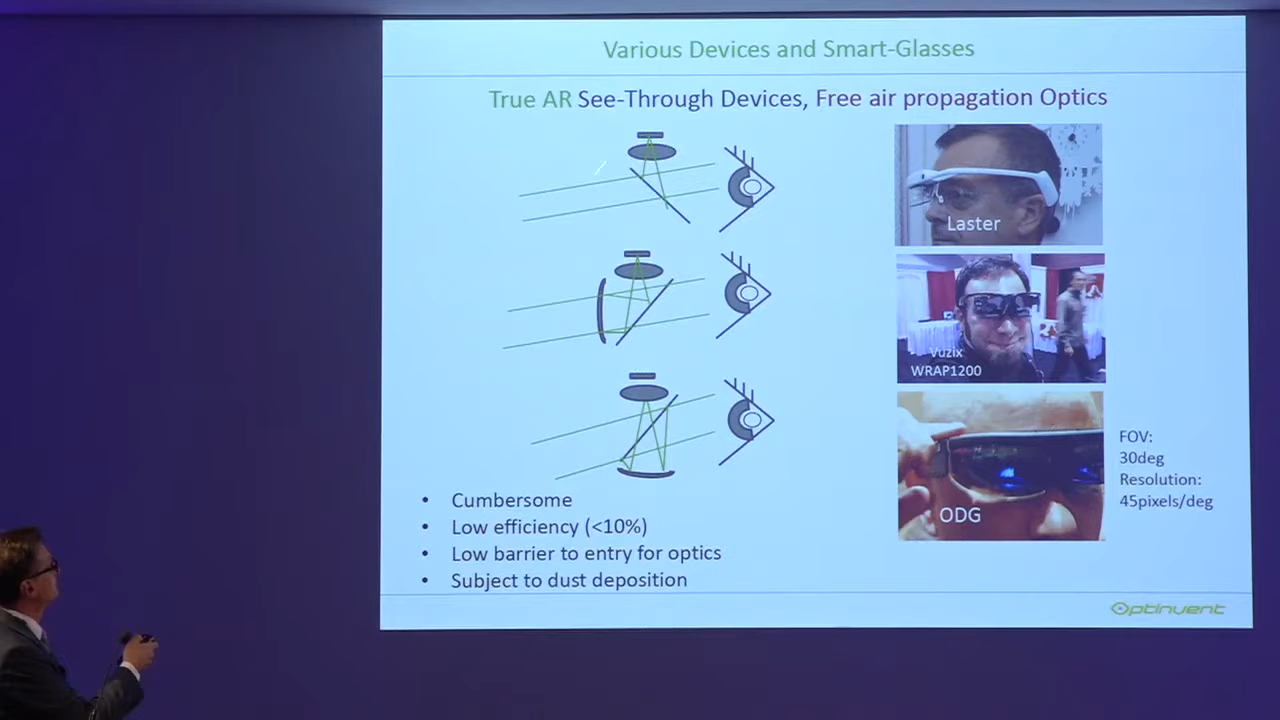 Various Devices and Smart-Glasses
True AR See-Through Devices, Free air propagation Optics
Laster
Vuzix
WRAP1200
ODG
FOV:
30deg
Resolution:
45pixels/deg
• Cumbersome
• Low efficiency (<10%)
• Low barrier to entry for optics
• Subject to dust deposition
Optinvent